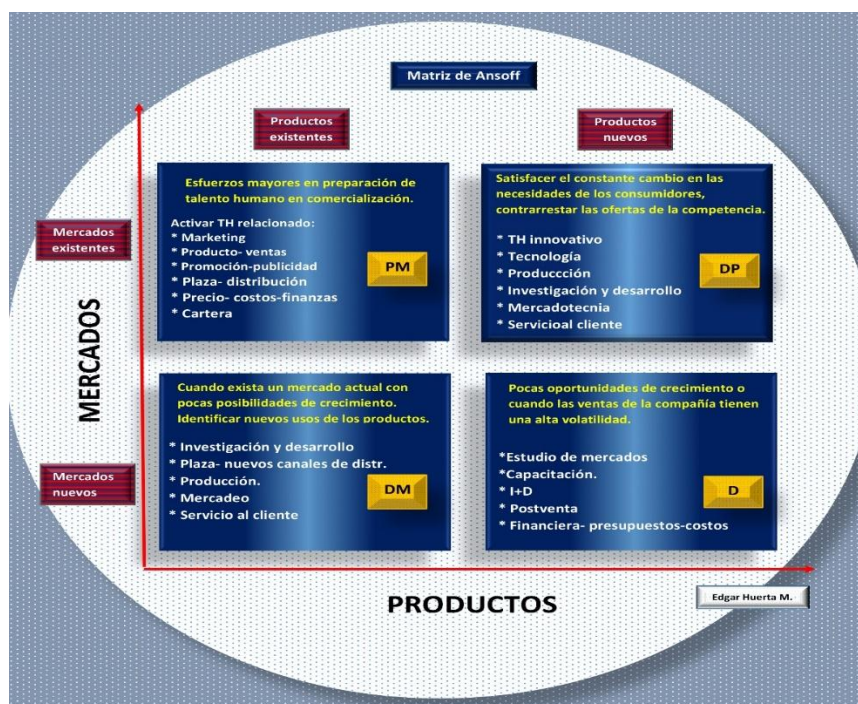 Matriz de Ansoff
Productos
existentes
Productos
nuevos
Mercados
existentes
Esfuerzos mayores en preparación de
talento humano en comercialización.
Activar TH relacionado:
* Marketing
* Producto- ventas
* Promoción-publicidad
* Plaza- distribución
* Precio- costos-finanzas
* Cartera
PM
Satisfacer el constante cambio en las
necesidades de los consumidores,
contrarrestar las ofertas de la competencia.
* TH innovativo
* Tecnología
* Produccción
* Investigación y desarrollo
* Mercadotecnia
* Servicioal cliente
DP
MERCADOS
Mercados
nuevos
Cuando exista un mercado actual con
pocas posibilidades de crecimiento.
Identificar nuevos usos de los productos.
* Investigación y desarrollo
* Plaza- nuevos canales de distr.
* Producción.
* Mercadeo
* Servicio al cliente
DM
Pocas oportunidades de crecimiento o
cuando las ventas de la compañía tienen
una alta volatilidad.
*Estudio de mercados
*Capacitación.
* I+D
* Postventa
* Financiera- presupuestos-costos
D
PRODUCTOS
Edgar Huerta M.